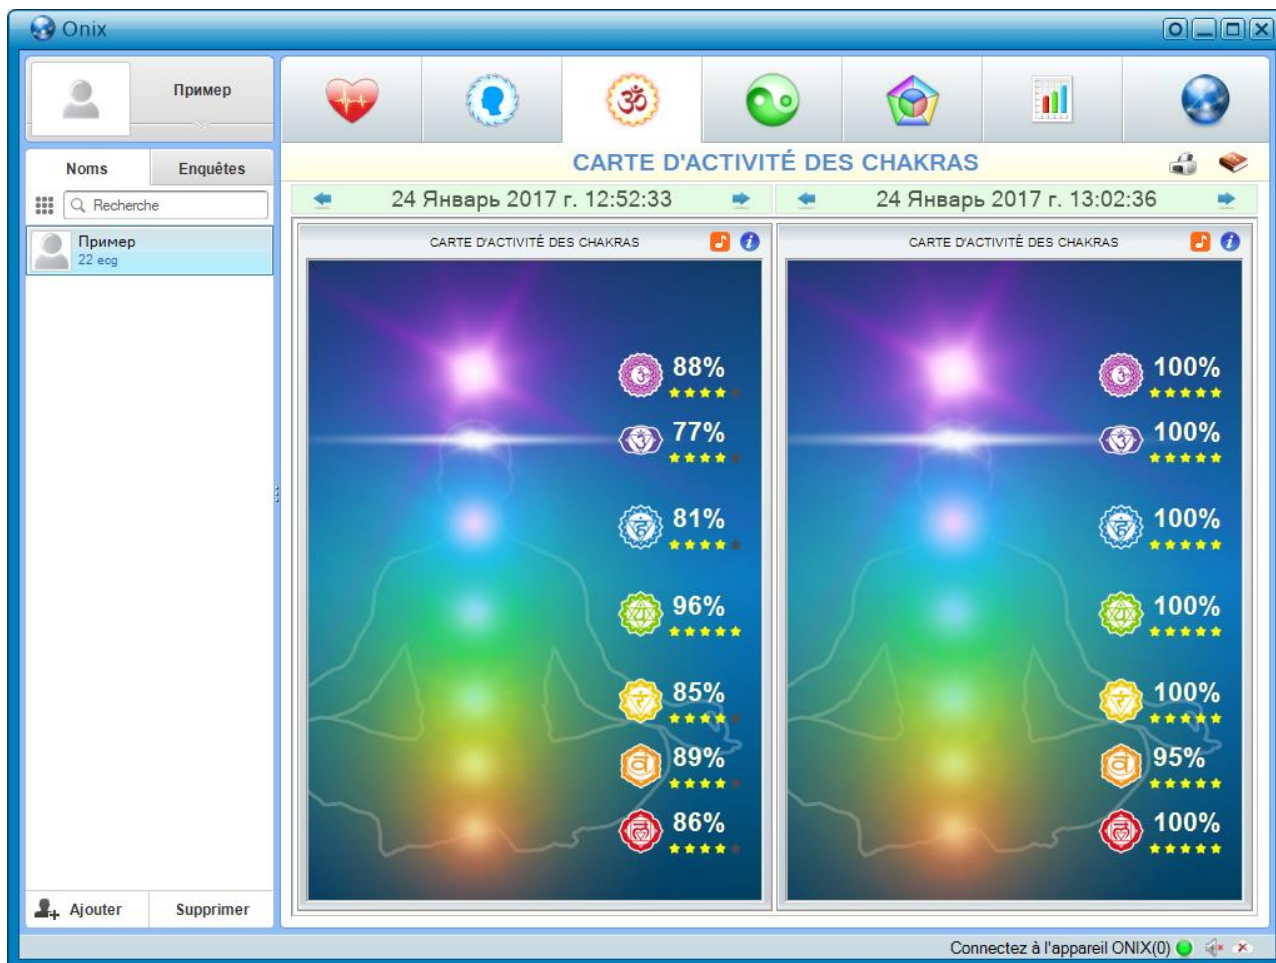 Onix
Пример
Noms
Enquêtes
Recherche
Пример
22 ecg
Ajouter
Supprimer
CARTE D'ACTIVITÉ DES CHAKRAS
24 Январь 2017 г. 12:52:33
24 Январь 2017 г. 13:02:36
CARTE D'ACTIVITÉ DES CHAKRAS
88%
77%
81%
96%
85%
89%
86%
CARTE D'ACTIVITÉ DES CHAKRAS
100%
100%
100%
100%
100%
95%
100%
Connectez à l'appareil ONIX(0)